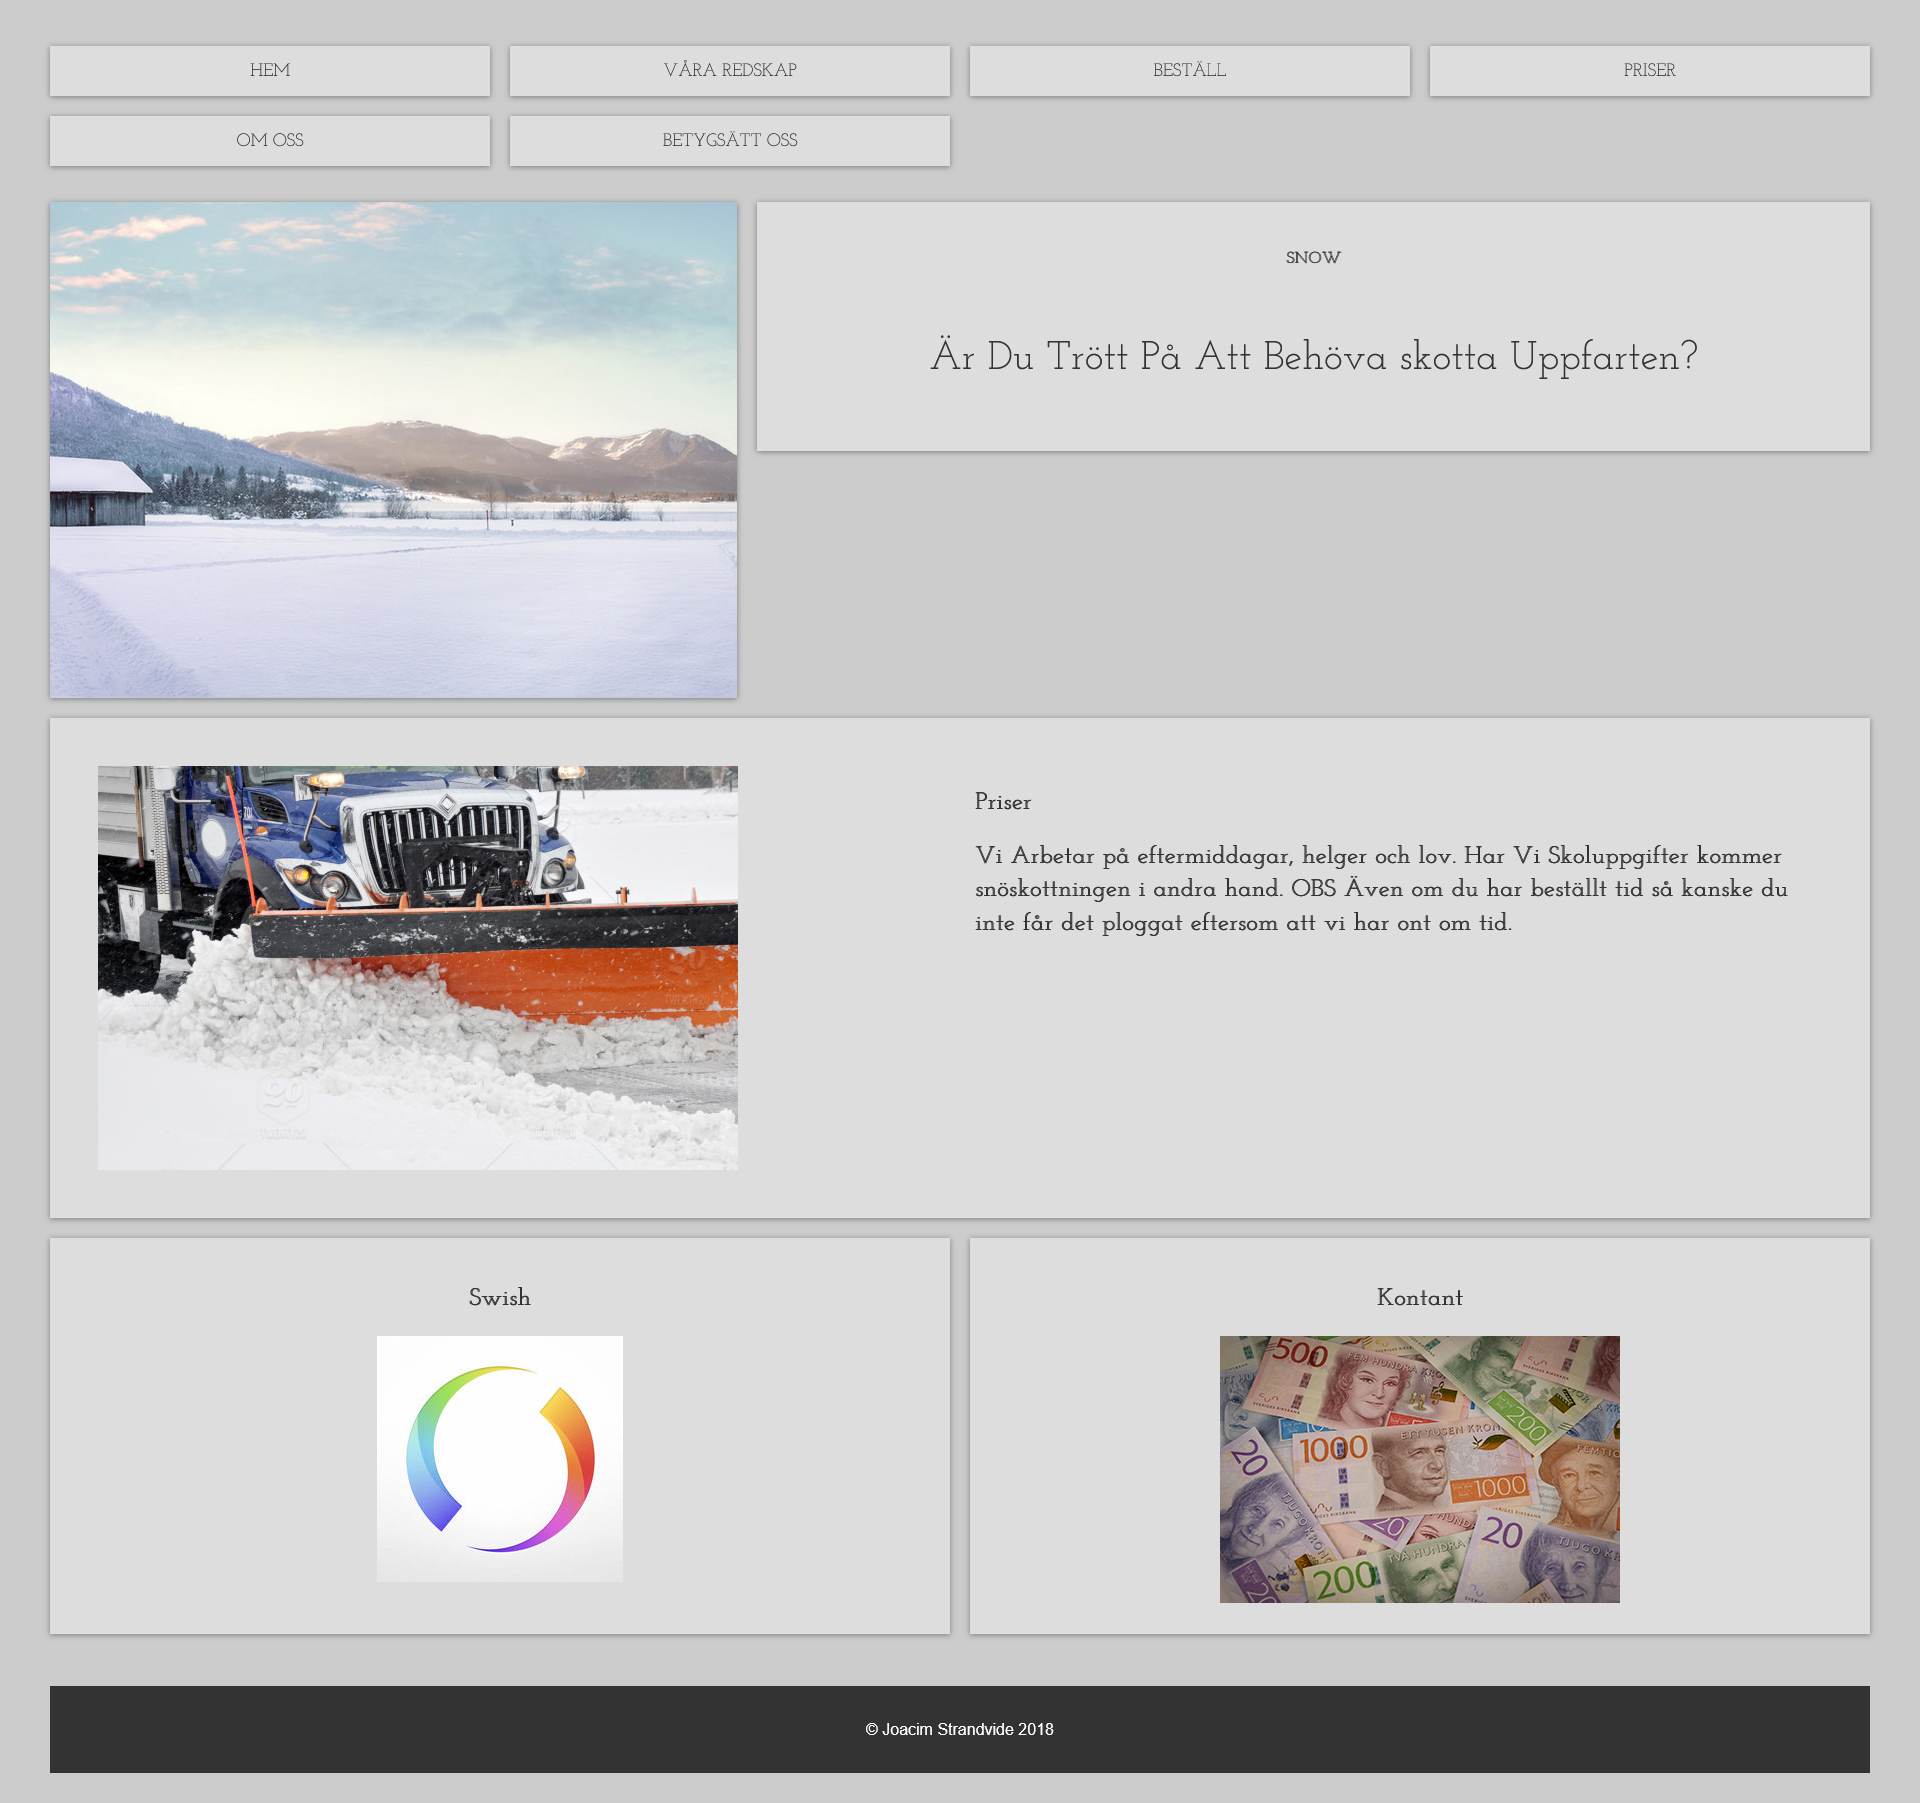 HEM
VÅRA REDSKAP
BESTÄLL
PRISER
OM OSS
BETYGSÄTT OSS
SNOW
Är Du Trött På Att Behöva skotta Uppfarten?
Priser
Vi Arbetar på eftermiddagar, helger och lov. Har Vi Skoluppgifter kommer
snöskottningen i andra hand. OBS Även om du har beställt tid så kanske du
inte får det ploggat eftersom att vi har ont om tid.
Swish
Kontant
500
FEM HUNDRA KRONOR
200
ETT TUSEN KRONOR
1000
1000
20
20
20
TJUGO KRONOR
TVÅ HUNDRA
200
20
© Joacim Strandvide 2018